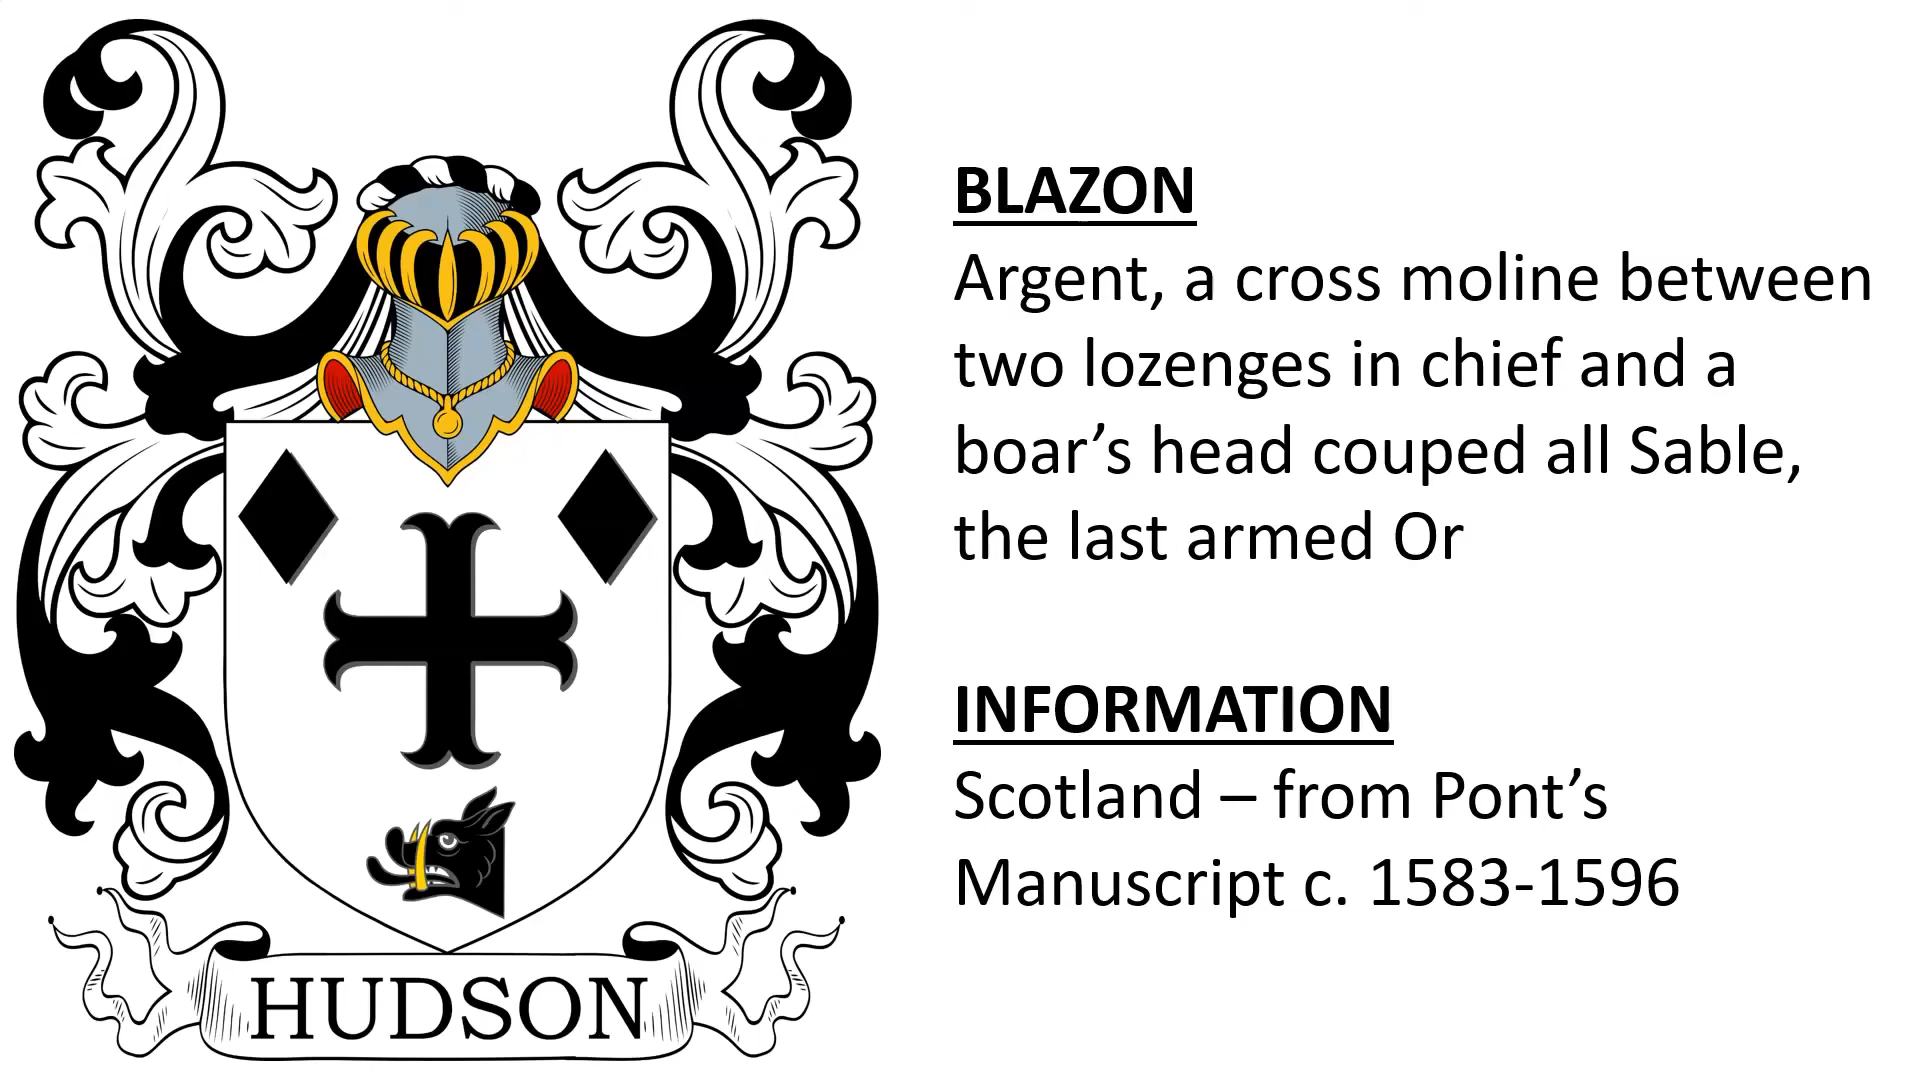 BLAZON
Argent, a cross moline between
two lozenges in chief and a
boar’s head couped all Sable,
the last armed Or
INFORMATION
Scotland – from Pont’s
Manuscript c. 1583-1596
HUDSON